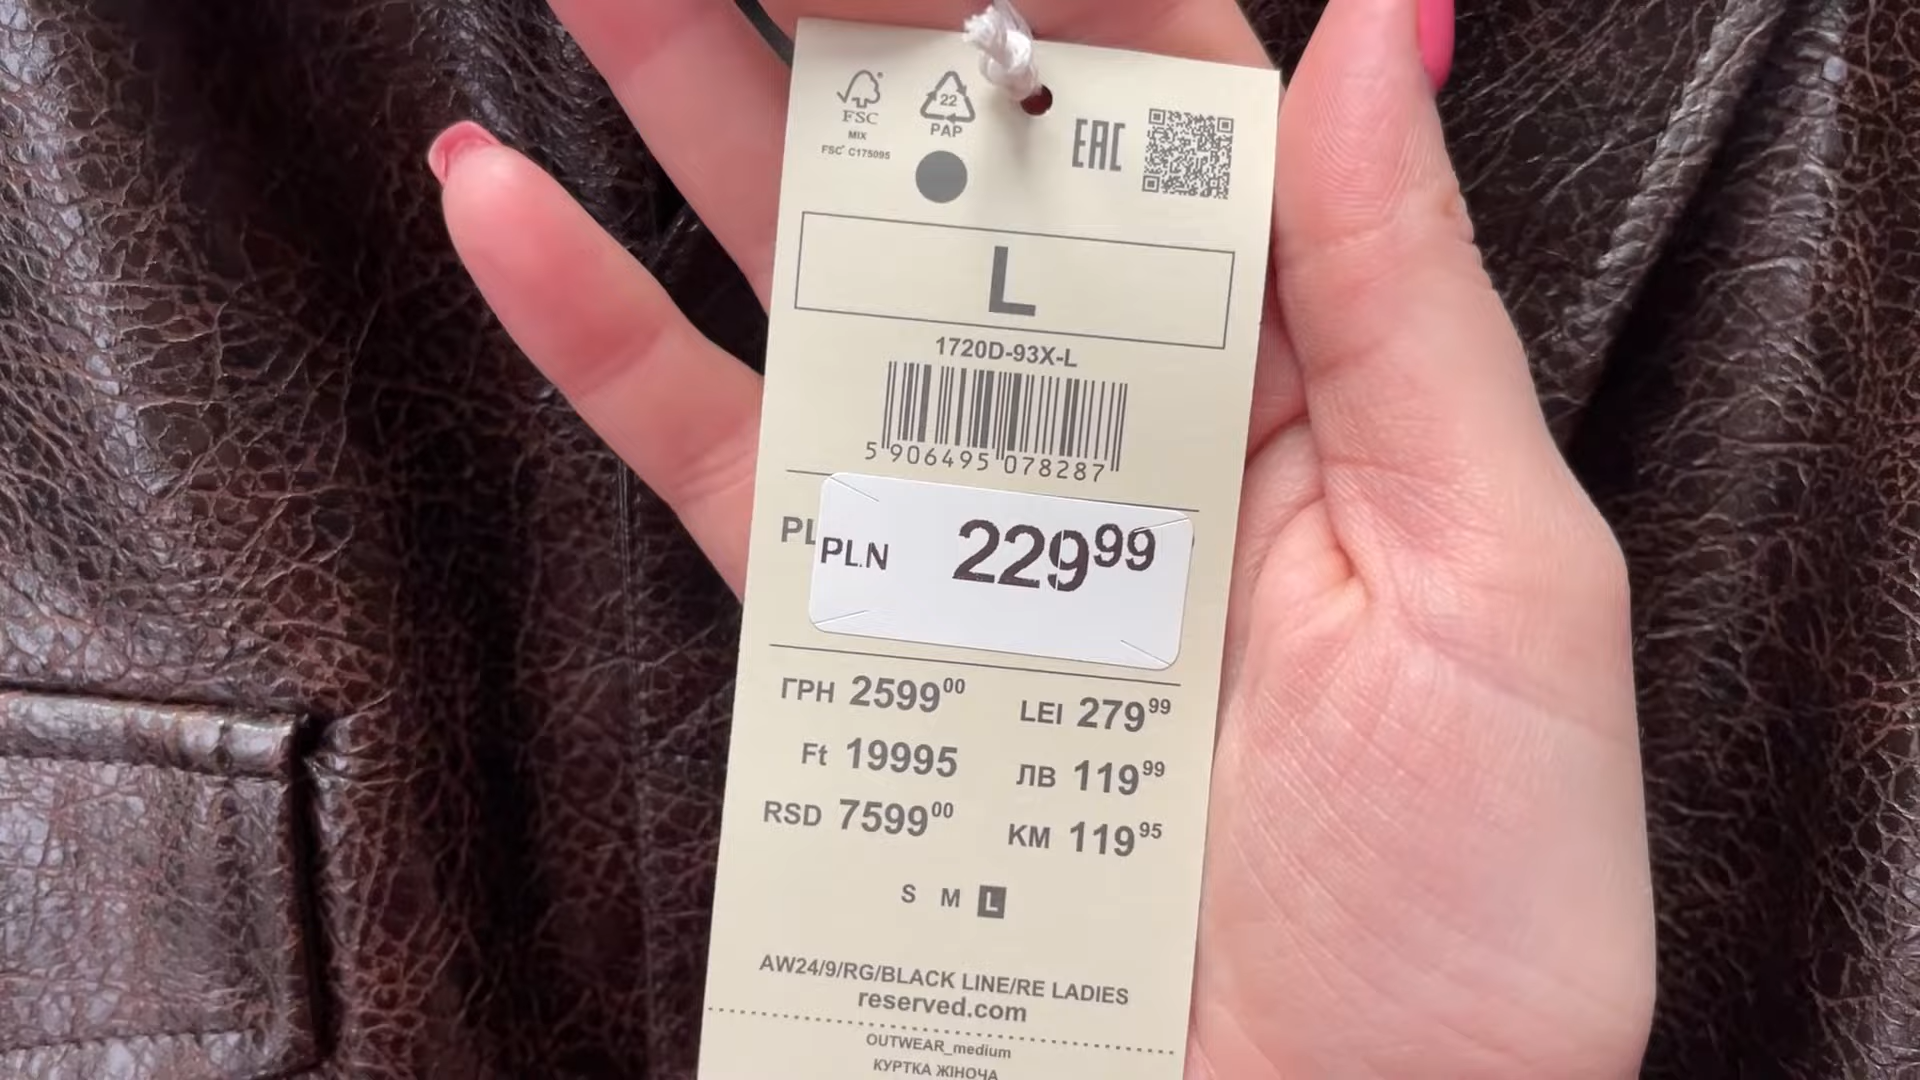 FSC
MIX
FSC® C175095
22
PAP
EAC
L
1720D-93X-L
5 906495 078287
PLN 229⁹⁹
ГРН 2599⁰⁰ LEI 279⁹⁹
Ft 19995 ЛВ 119⁹⁹
RSD 7599⁰⁰ KM 119⁹⁵
S M L
AW24/9/RG/BLACK LINE/RE LADIES
reserved.com
OUTWEAR_medium
КУРТКА ЖІНОЧА